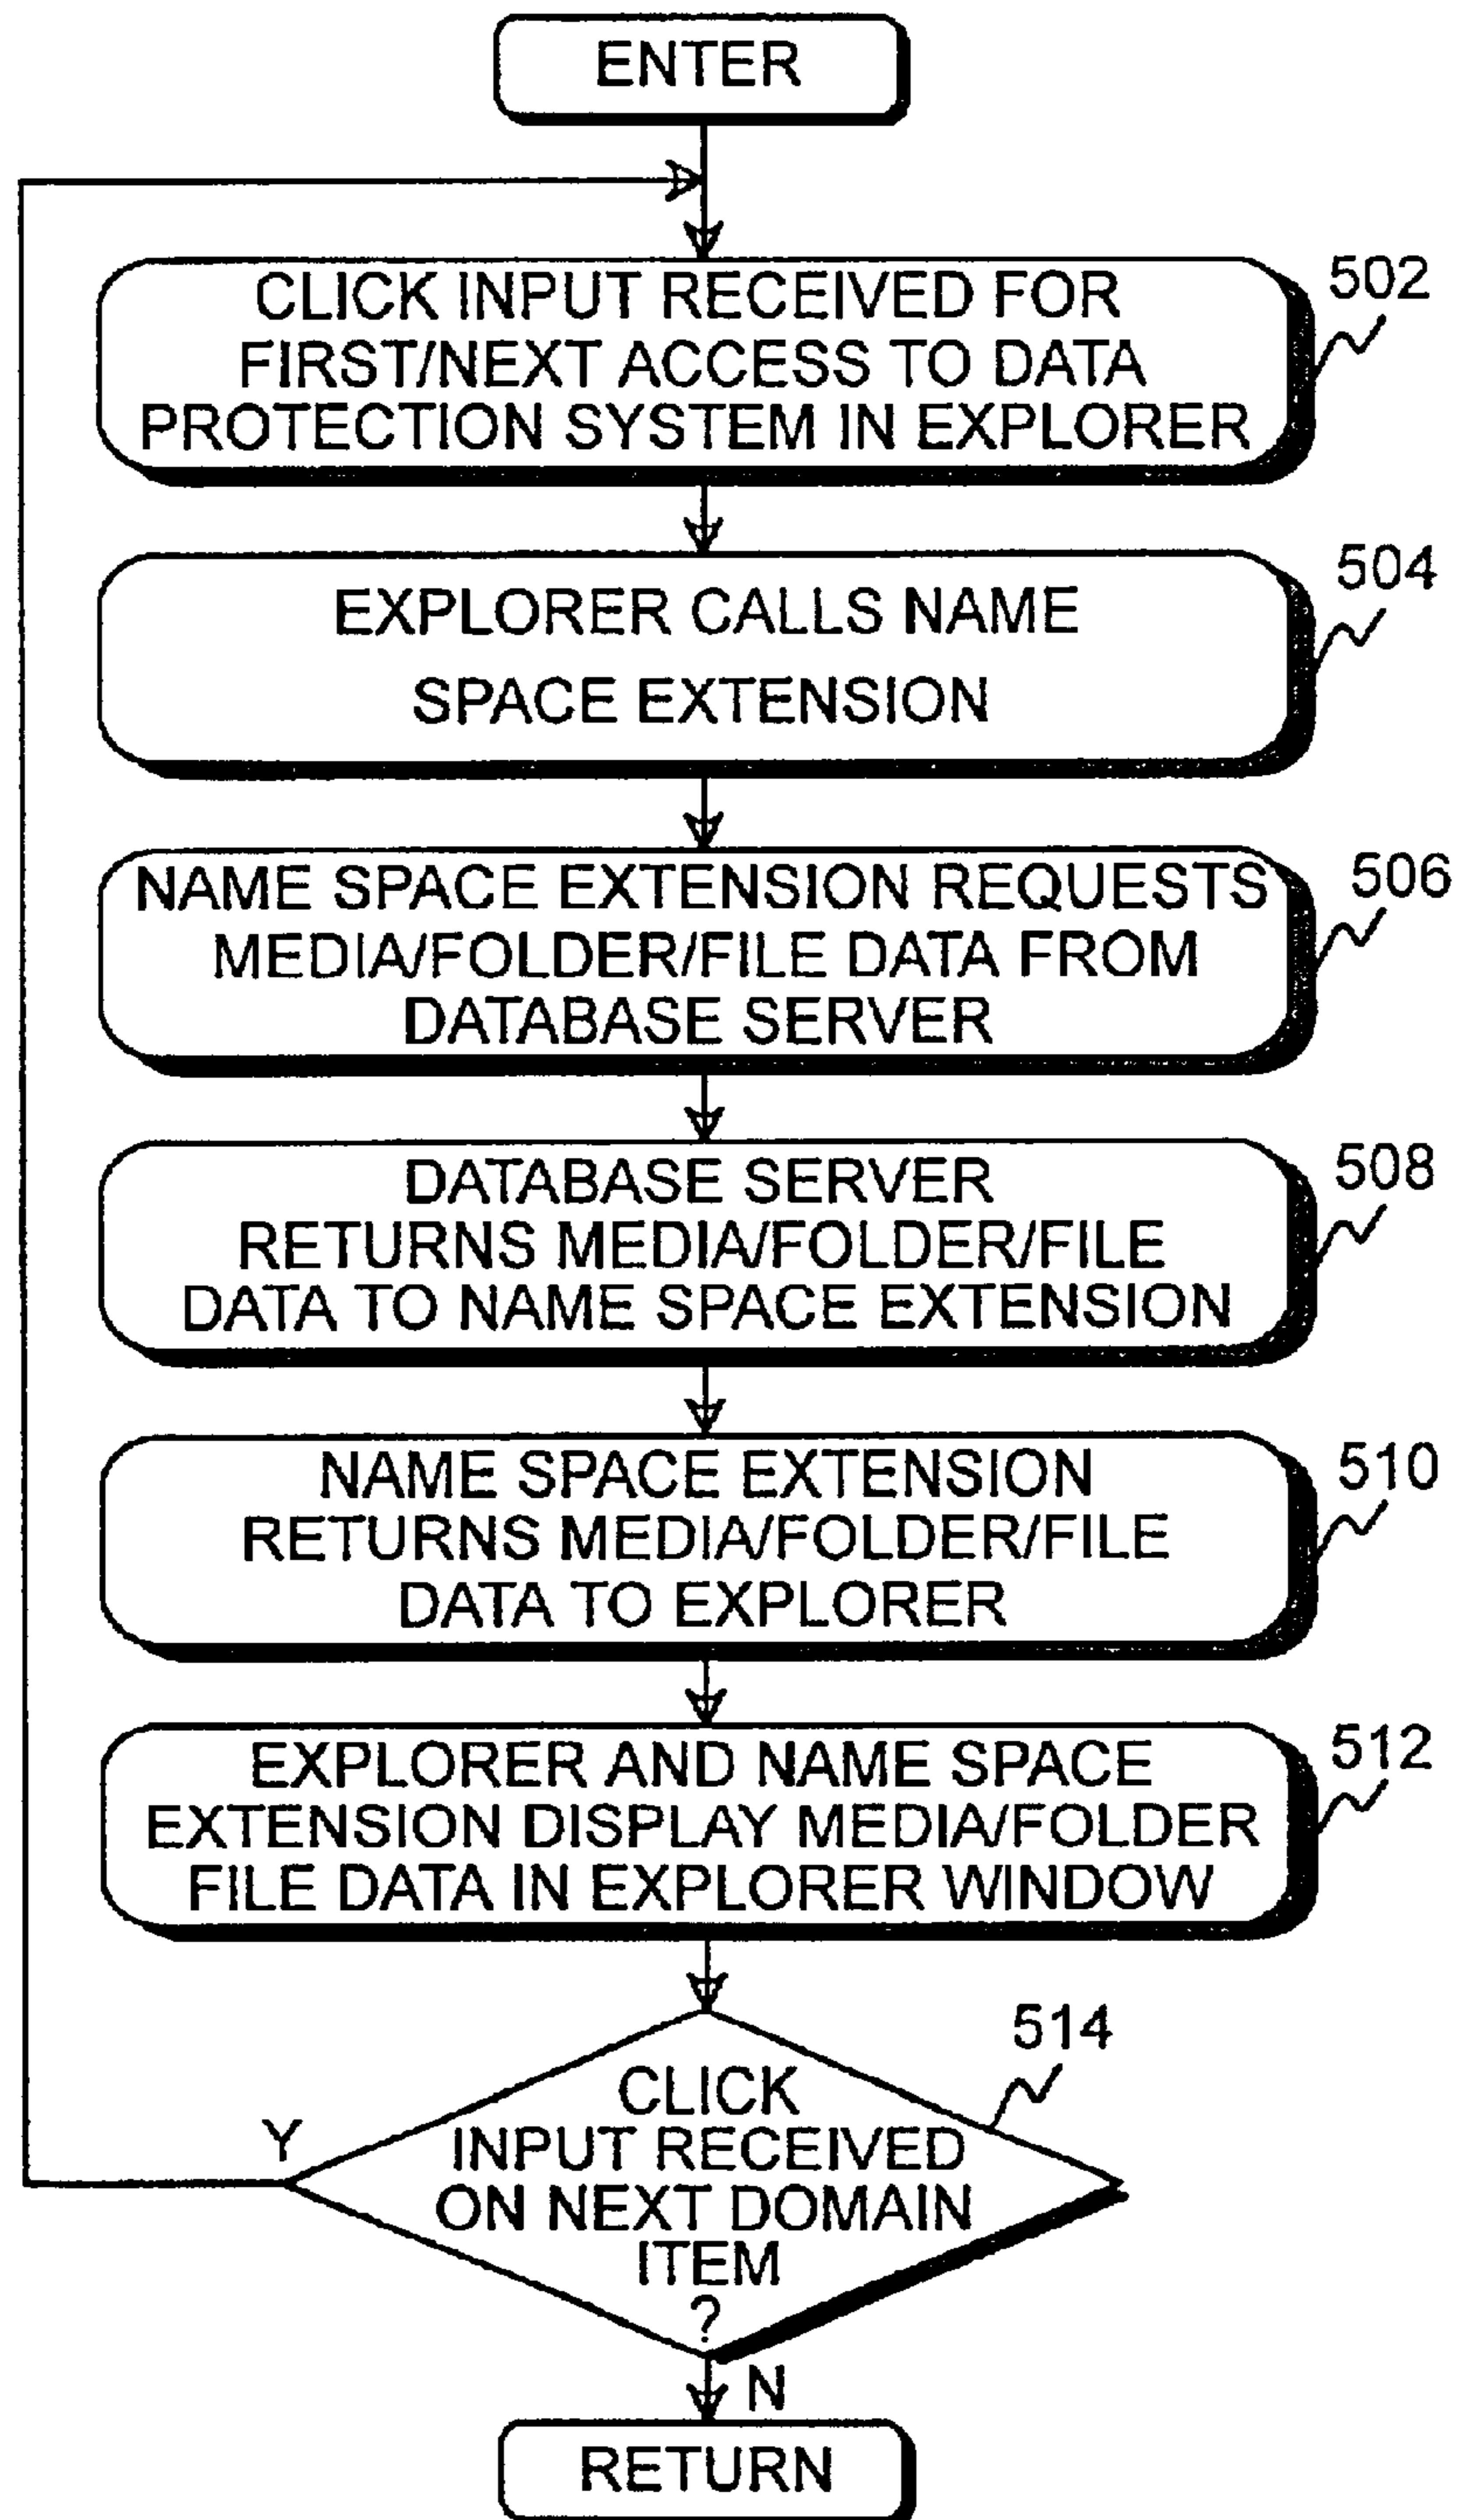 ENTER
CLICK INPUT RECEIVED FOR
FIRST/NEXT ACCESS TO DATA
PROTECTION SYSTEM IN EXPLORER
502
EXPLORER CALLS NAME
SPACE EXTENSION
504
NAME SPACE EXTENSION REQUESTS
MEDIA/FOLDER/FILE DATA FROM
DATABASE SERVER
506
DATABASE SERVER
RETURNS MEDIA/FOLDER/FILE
DATA TO NAME SPACE EXTENSION
508
NAME SPACE EXTENSION
RETURNS MEDIA/FOLDER/FILE
DATA TO EXPLORER
510
EXPLORER AND NAME SPACE
EXTENSION DISPLAY MEDIA/FOLDER
FILE DATA IN EXPLORER WINDOW
512
514
CLICK
INPUT RECEIVED
ON NEXT DOMAIN
ITEM
?
Y
N
RETURN